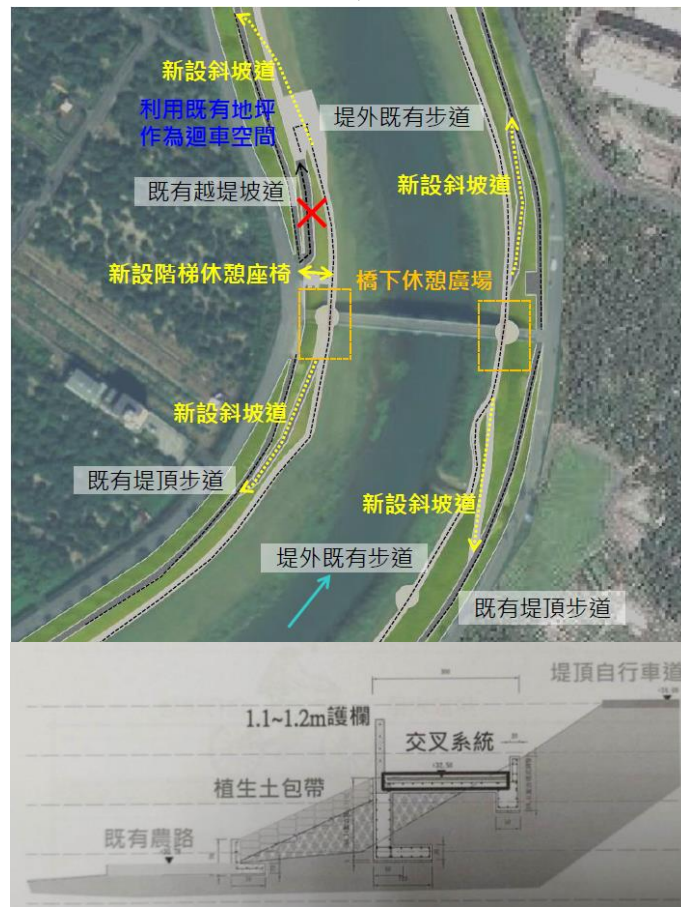 新設斜坡道
利用既有地坪
作為迴車空間
堤外既有步道
既有越堤坡道
新設斜坡道
新設階梯休憩座椅
橋下休憩廣場
新設斜坡道
既有堤頂步道
新設斜坡道
堤外既有步道
既有堤頂步道
堤頂自行車道
1.1~1.2m護欄
交叉系統
植生土包帶
既有農路